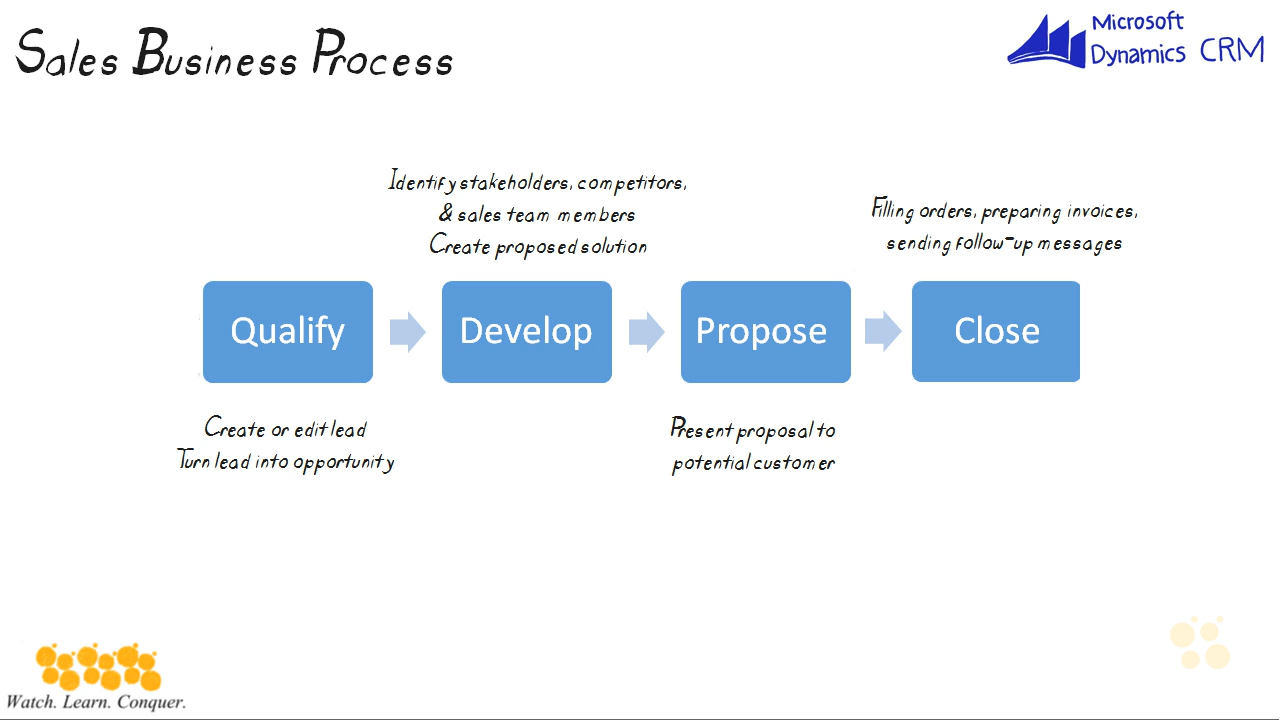 Sales Business Process
Microsoft
Dynamics CRM
Identify stakeholders, competitors,
& sales team members
Create proposed solution
Filling orders, preparing invoices,
sending follow-up messages
Qualify
Develop
Propose
Close
Create or edit lead
Turn lead into opportunity
Present proposal to
potential customer
Watch. Learn. Conquer.